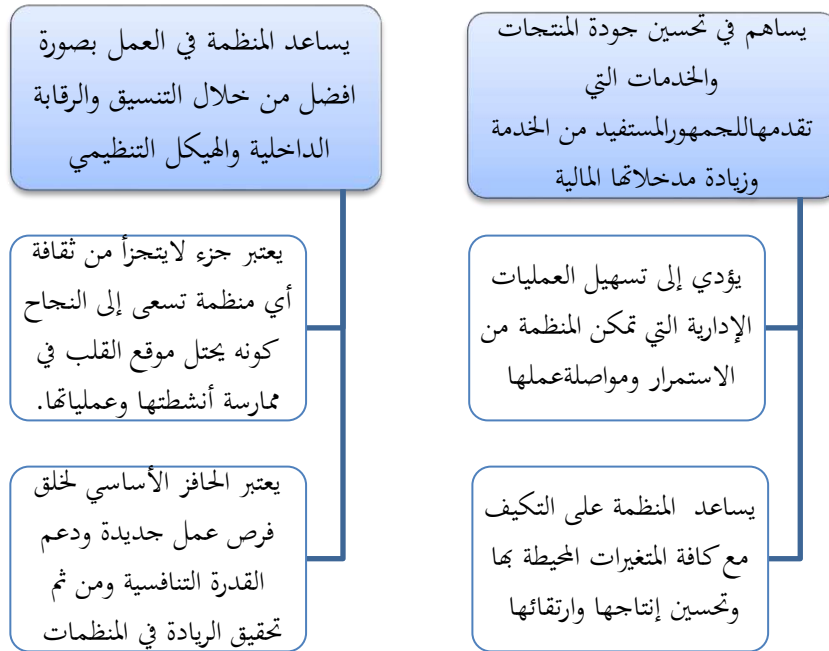 يساهم في تحسين جودة المنتجات
والخدمات التي
تقدمهاللجمهورالمستفيد من الخدمة
وزيادة مدخلاتها المالية
يؤدي إلى تسهيل العمليات
الإدارية التي تمكن المنظمة من
الاستمرار ومواصلةعملها
يساعد المنظمة على التكيف
مع كافة المتغيرات المحيطة بها
وتحسين إنتاجها وارتقائها
يساعد المنظمة في العمل بصورة
افضل من خلال التنسيق والرقابة
الداخلية والهيكل التنظيمي
يعتبر جزء لايتجزأ من ثقافة
أي منظمة تسعى إلى النجاح
كونه يحتل موقع القلب في
ممارسة أنشطتها وعملياتها.
يعتبر الحافز الأساسي لخلق
فرص عمل جديدة ودعم
القدرة التنافسية ومن ثم
تحقيق الريادة في المنظمات